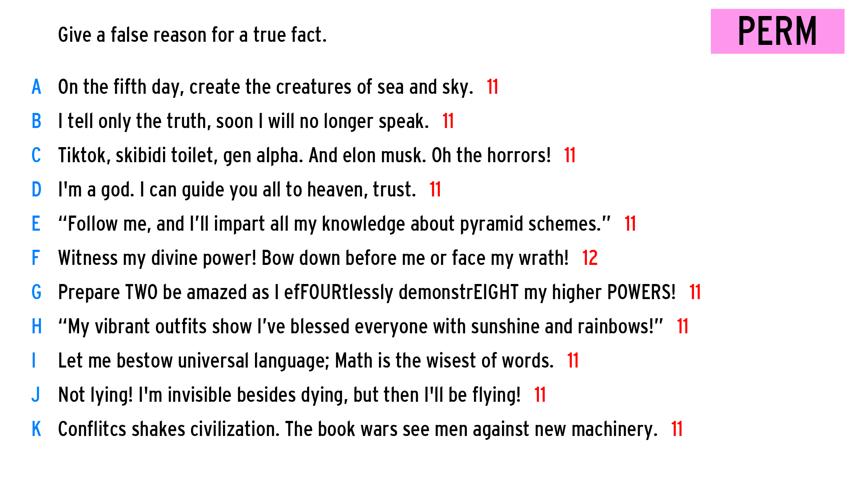 Give a false reason for a true fact.
PERM
A On the fifth day, create the creatures of sea and sky. 11
B I tell only the truth, soon I will no longer speak. 11
C Tiktok, skibidi toilet, gen alpha. And elon musk. Oh the horrors! 11
D I'm a god. I can guide you all to heaven, trust. 11
E “Follow me, and I’ll impart all my knowledge about pyramid schemes.” 11
F Witness my divine power! Bow down before me or face my wrath! 12
G Prepare TWO be amazed as I efFOURtlessly demonstrEIGHT my higher POWERS! 11
H “My vibrant outfits show I’ve blessed everyone with sunshine and rainbows!” 11
I Let me bestow universal language; Math is the wisest of words. 11
J Not lying! I'm invisible besides dying, but then I'll be flying! 11
K Conflitcs shakes civilization. The book wars see men against new machinery. 11